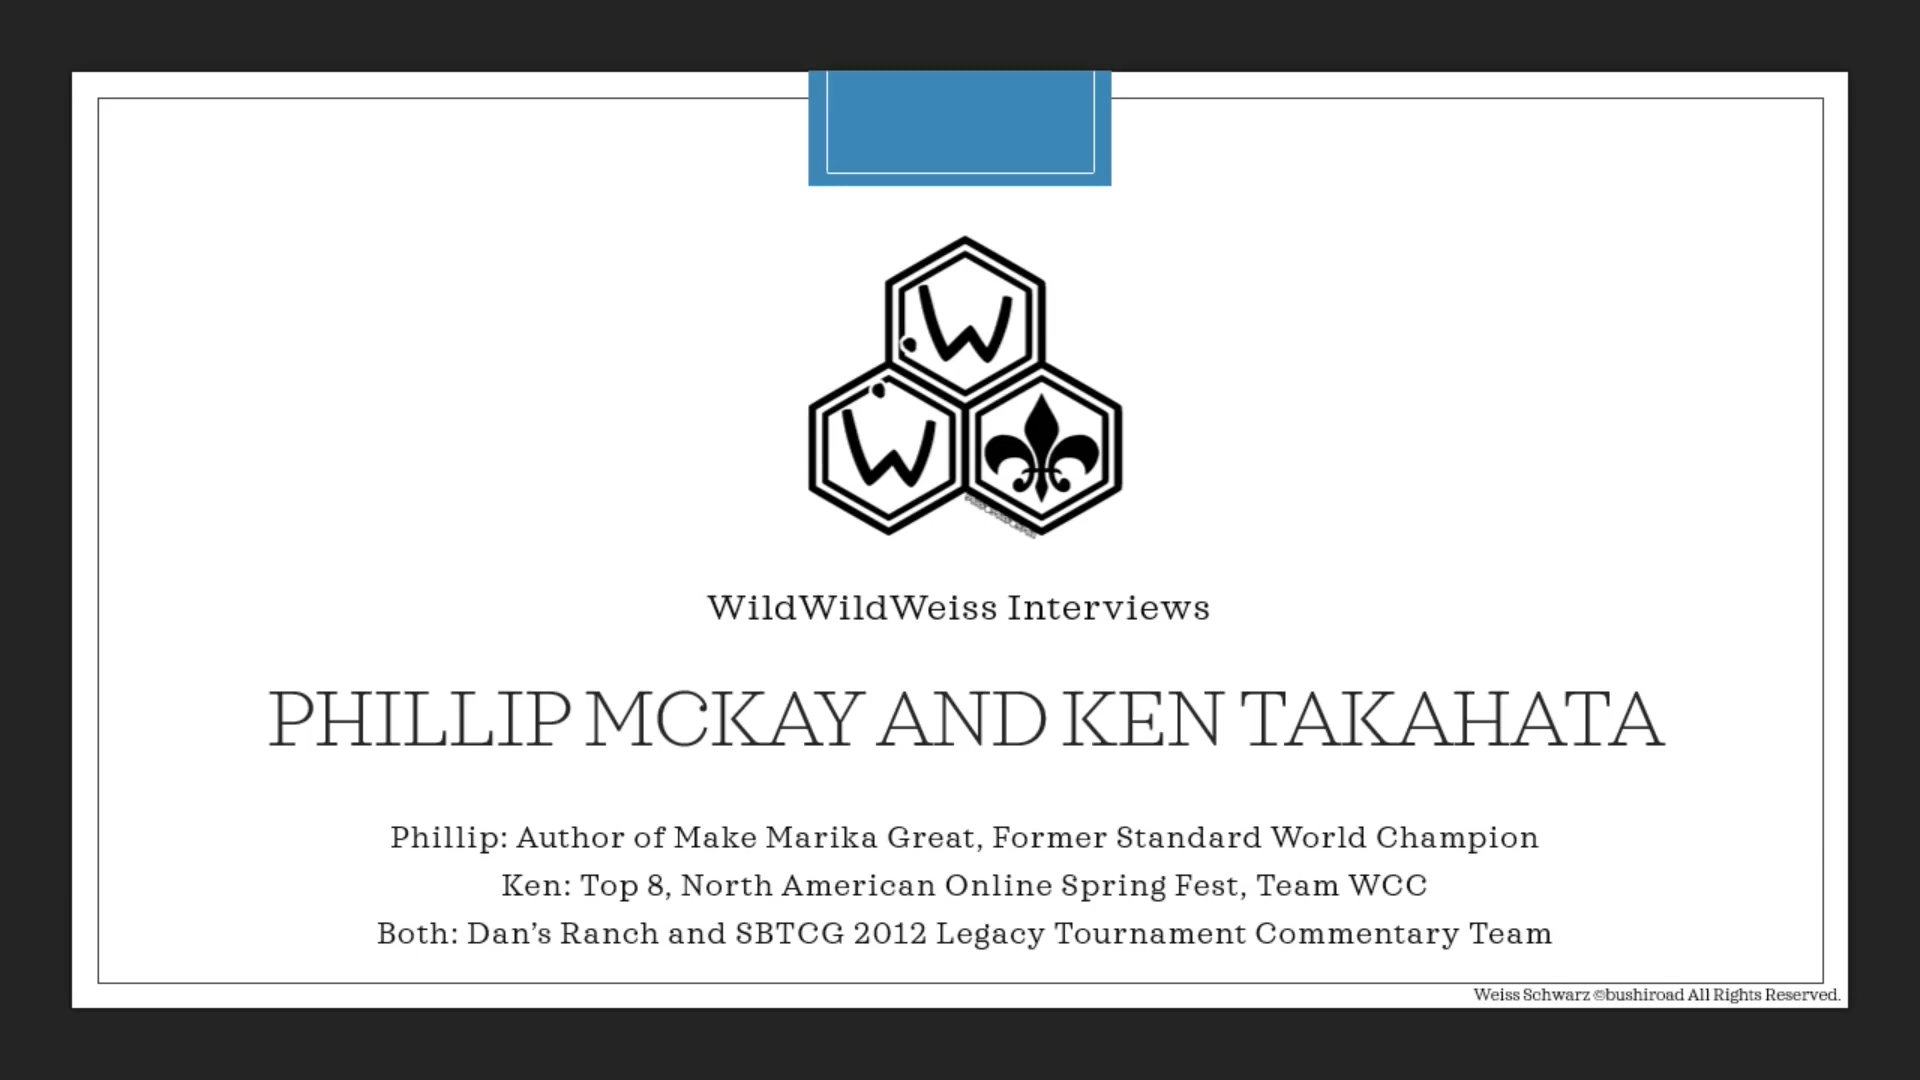 W
W
WildWildWeiss Interviews
PHILLIP MCKAY AND KEN TAKAHATA
Phillip: Author of Make Marika Great, Former Standard World Champion
Ken: Top 8, North American Online Spring Fest, Team WCC
Both: Dan’s Ranch and SBTCG 2012 Legacy Tournament Commentary Team
Weiss Schwarz ©bushiroad All Rights Reserved.